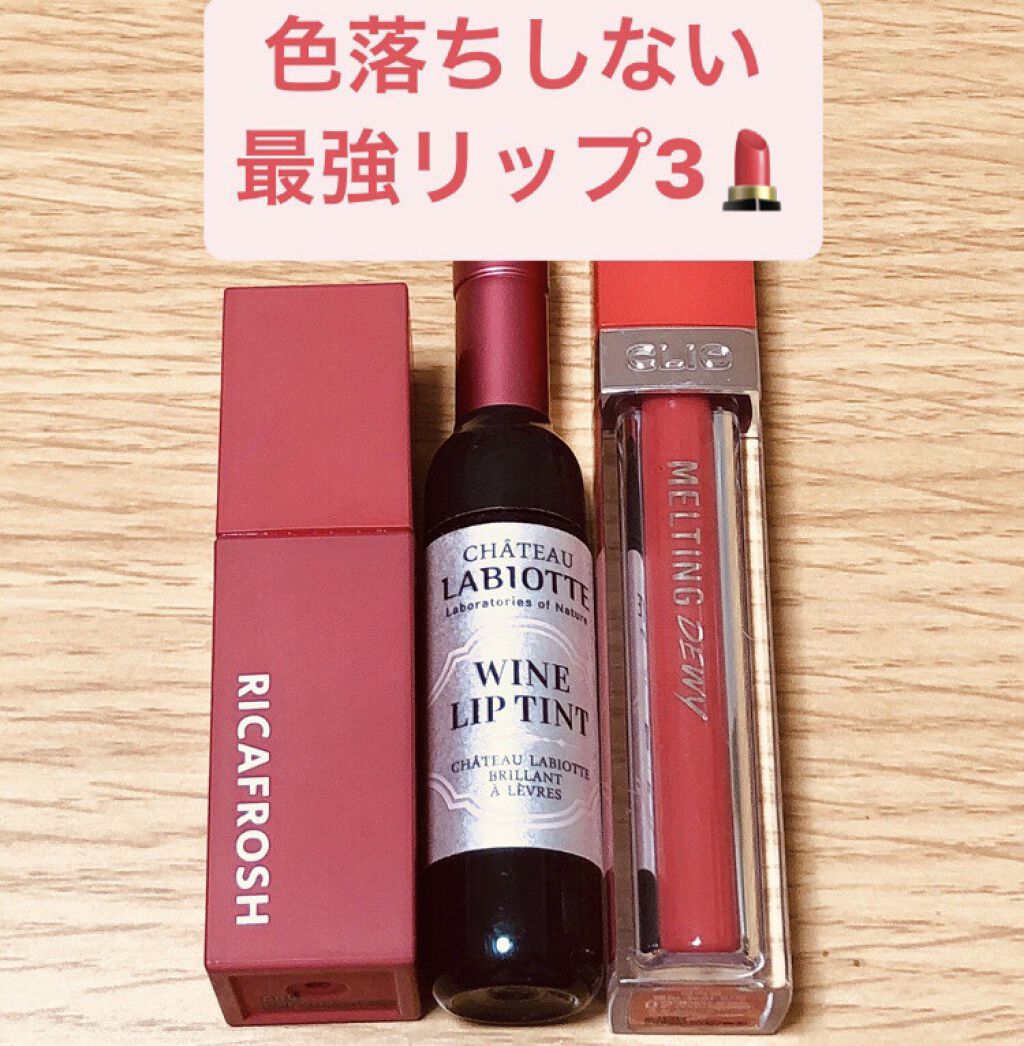 色落ちしない
最強リップ3💄
RICAFROSH
CHÂTEAU
LABIOTTE
Laboratories of Nature
WINE
LIP TINT
CHÂTEAU LABIOTTE
BRILLANT
À LÈVRES
CLIO
MELTING DEWY